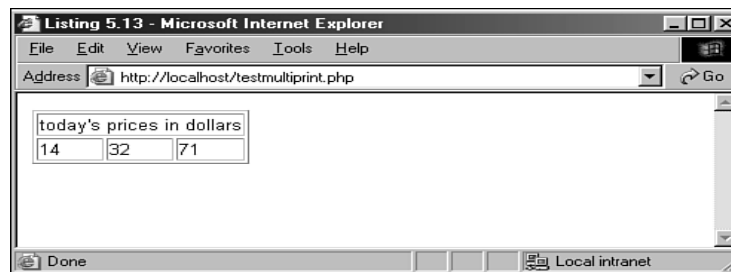 Listing 5.13 - Microsoft Internet Explorer
File Edit View Favorites Tools Help
Address http://localhost/testmultiprint.php Go
today's prices in dollars
14 32 71
Done Local intranet